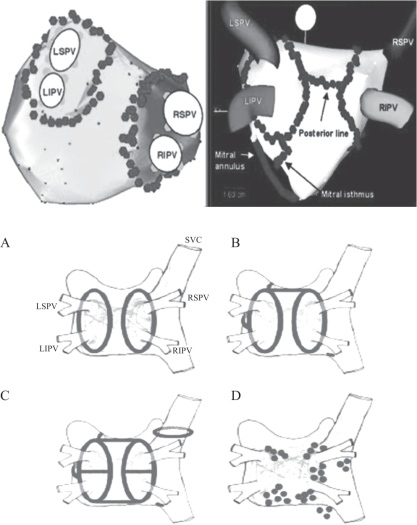 LSPV
LIPV
RSPV
RIPV
LSPV
RSPV
LIPV
RIPV
Posterior line
Mitral
annulus
Mitral isthmus
A
SVC
LSPV
RSPV
LIPV
RIPV
B
C
D